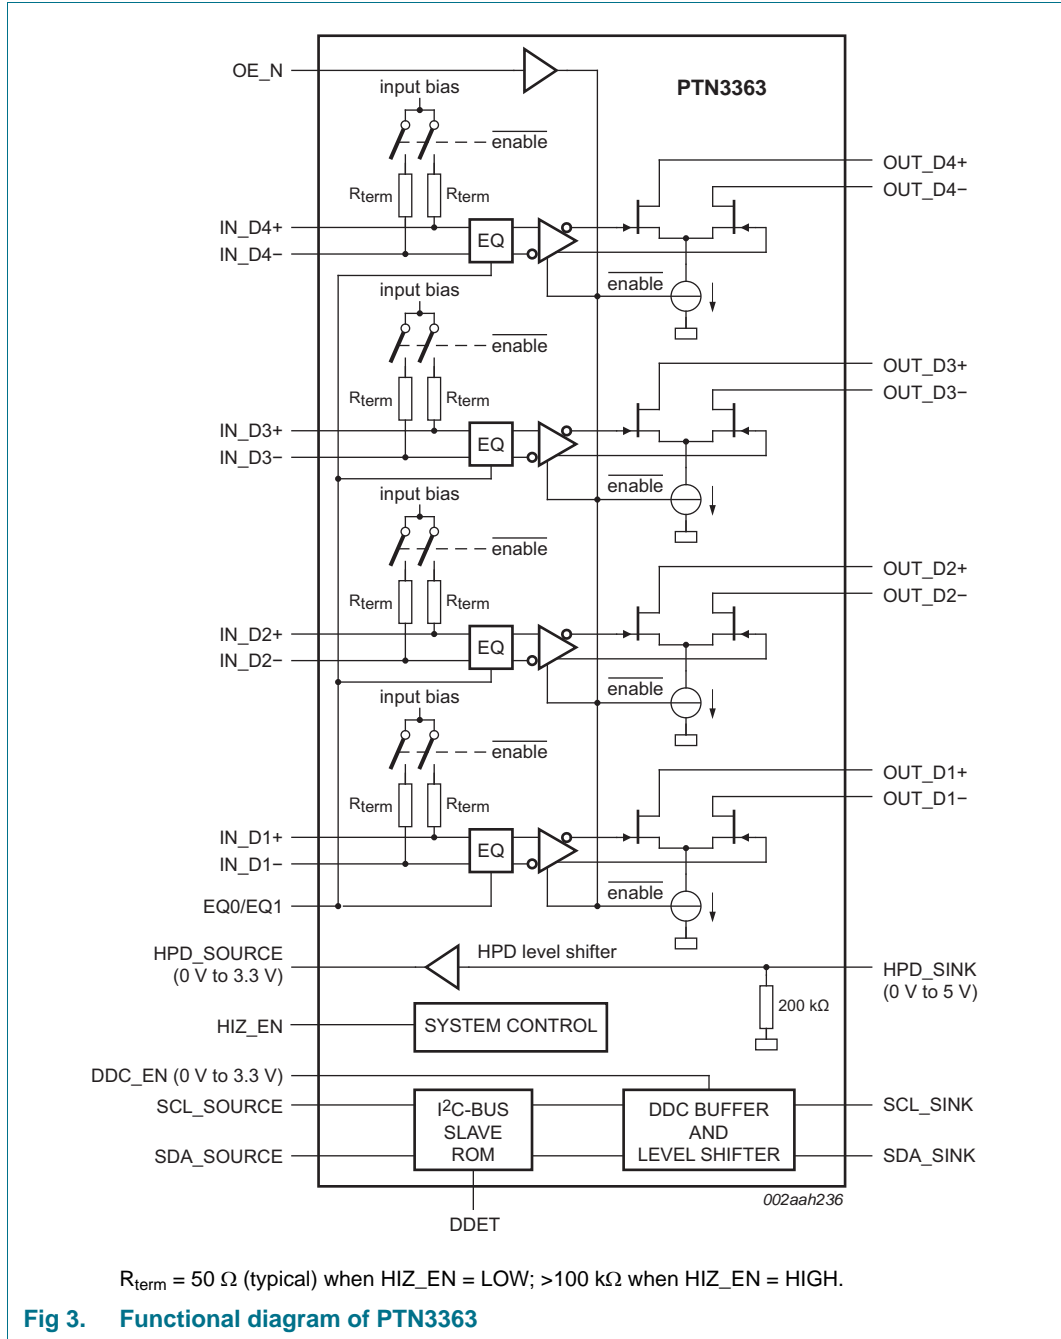 OE_N
input bias
PTN3363
enable
OUT_D4+
OUT_D4−
Rterm
Rterm
IN_D4+
IN_D4−
EQ
enable
input bias
enable
OUT_D3+
OUT_D3−
Rterm
Rterm
IN_D3+
IN_D3−
EQ
enable
input bias
enable
OUT_D2+
OUT_D2−
Rterm
Rterm
IN_D2+
IN_D2−
EQ
enable
input bias
enable
OUT_D1+
OUT_D1−
Rterm
Rterm
IN_D1+
IN_D1−
EQ
enable
EQ0/EQ1
HPD_SOURCE
(0 V to 3.3 V)
HPD level shifter
HPD_SINK
(0 V to 5 V)
200 kΩ
HIZ_EN
SYSTEM CONTROL
DDC_EN (0 V to 3.3 V)
SCL_SOURCE
SDA_SOURCE
I²C-BUS
SLAVE
ROM
DDC BUFFER
AND
LEVEL SHIFTER
SCL_SINK
SDA_SINK
002aah236
DDET
Rterm = 50 Ω (typical) when HIZ_EN = LOW; >100 kΩ when HIZ_EN = HIGH.
Fig 3. Functional diagram of PTN3363